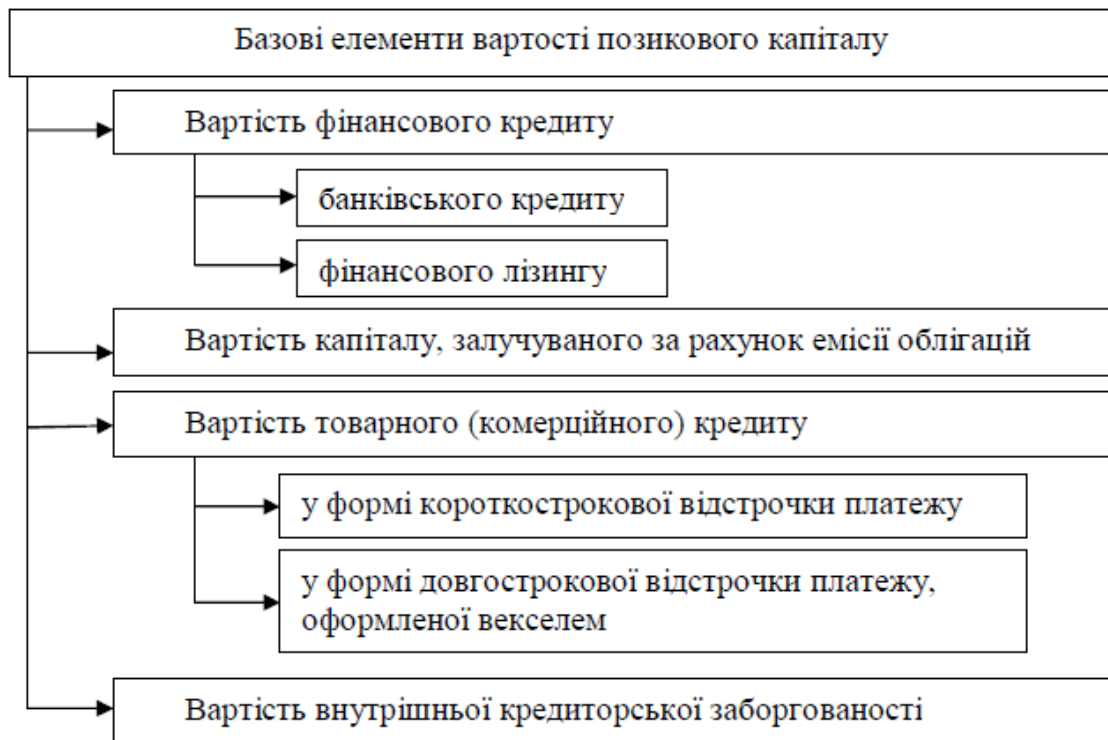 Базові елементи вартості позикового капіталу
Вартість фінансового кредиту
банківського кредиту
фінансового лізингу
Вартість капіталу, залучуваного за рахунок емісії облігацій
Вартість товарного (комерційного) кредиту
у формі короткострокової відстрочки платежу
у формі довгострокової відстрочки платежу,
оформленої векселем
Вартість внутрішньої кредиторської заборгованості